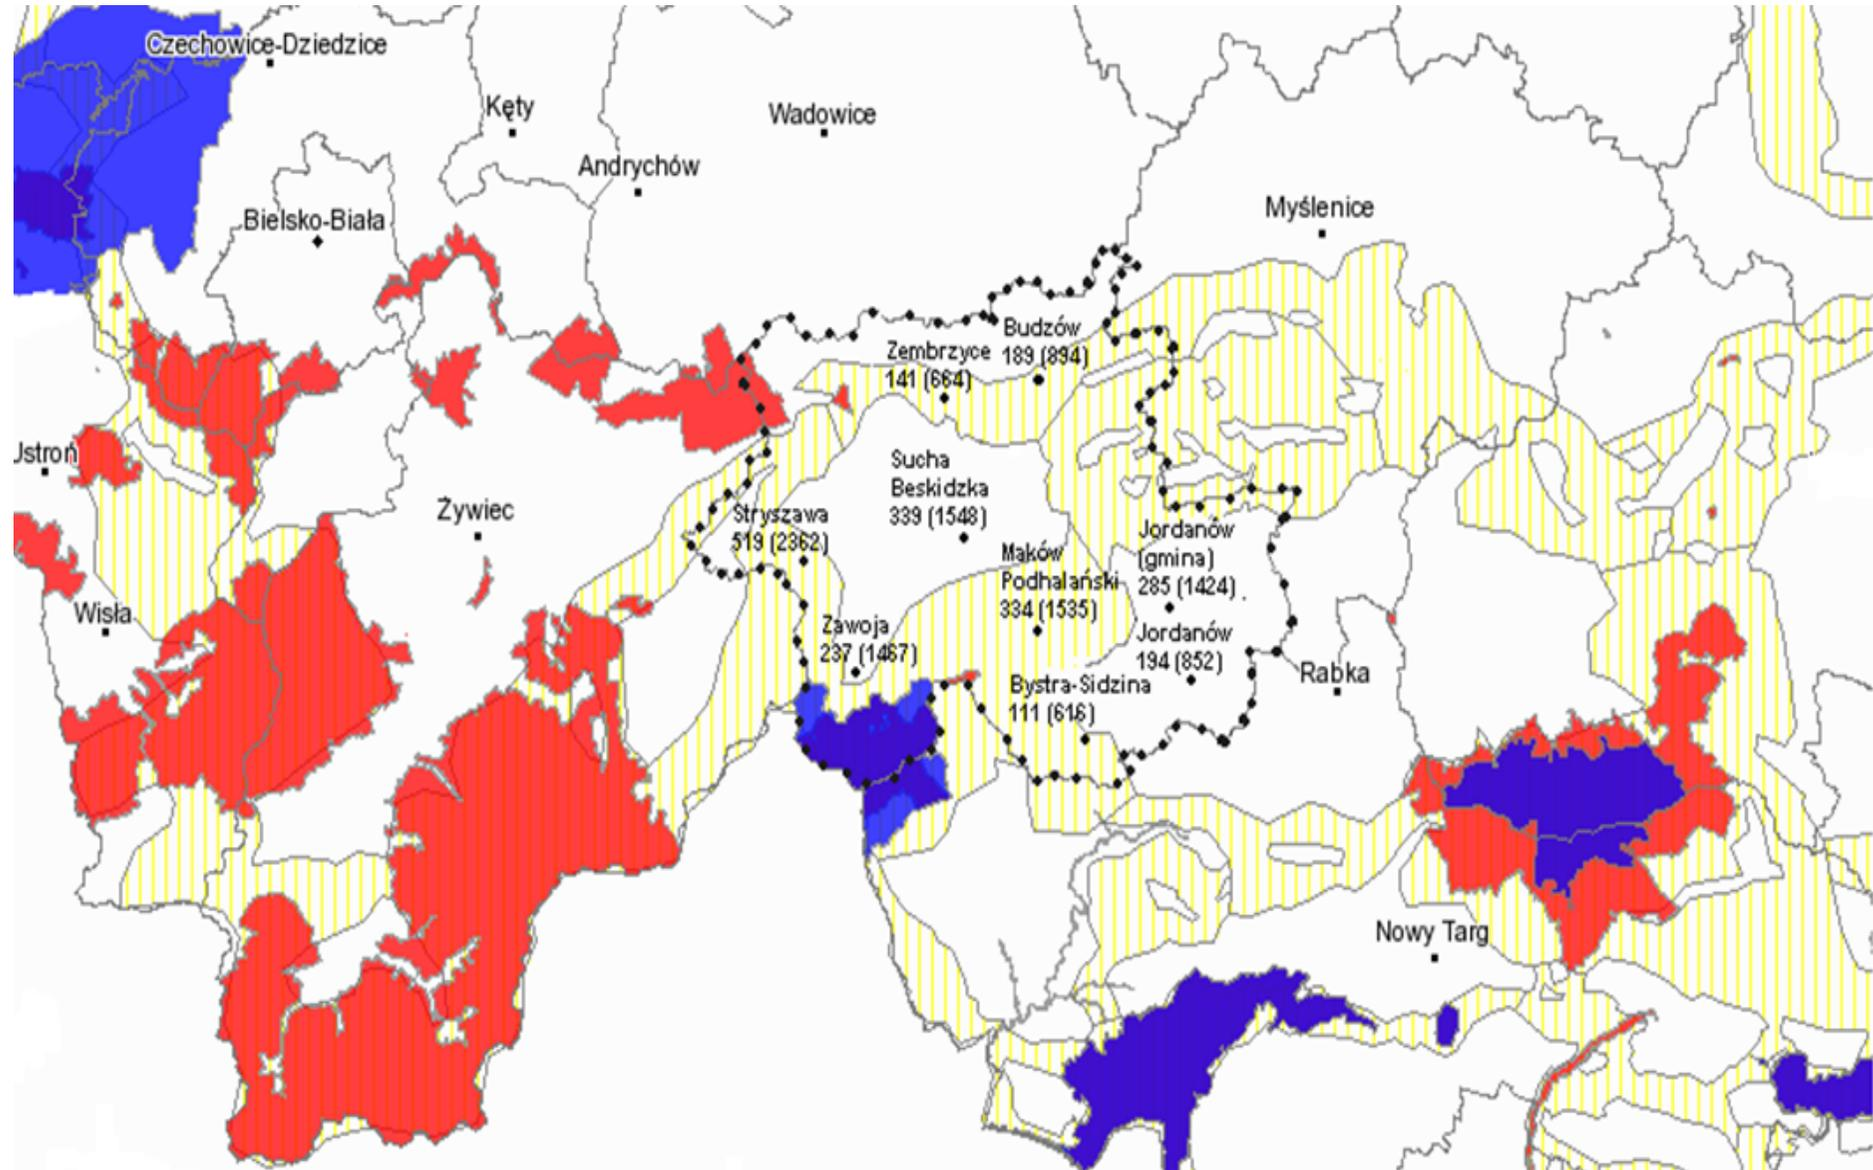 Czechowice-Dziedzice
Kęty
Wadowice
Andrychów
Bielsko-Biała
Myślenice
Budzów
189 (894)
Zembrzyce
141 (664)
Ustroń
Sucha
Beskidzka
339 (1548)
Żywiec
Stryszawa
519 (2362)
Jordanów
(gmina)
285 (1424)
Maków
Podhalański
334 (1535)
Wisła
Zawoja
237 (1467)
Jordanów
194 (852)
Rabka
Bystra-Sidzina
111 (616)
Nowy Targ